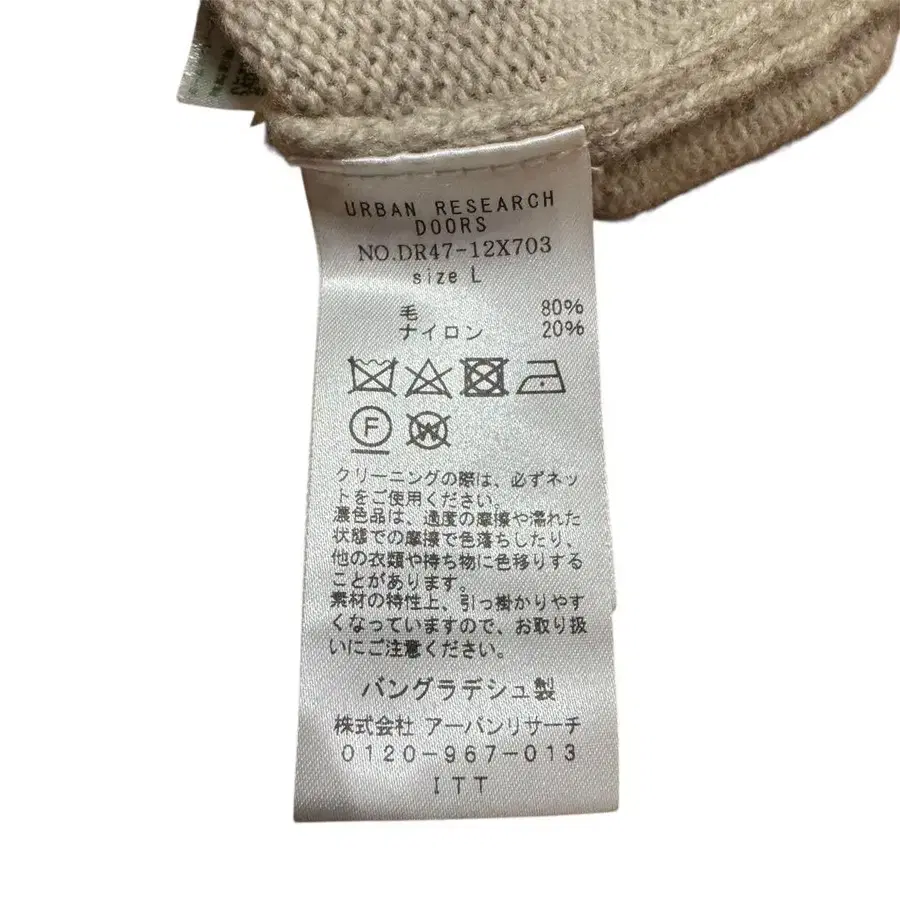 URBAN RESEARCH
DOORS
NO.DR47-12X703
size L
毛 80%
ナイロン 20%
F
W
クリーニングの際は、必ずネッ
トをご使用ください。
濃色品は、過度の摩擦や濡れた
状態での摩擦で色落ちしたり、
他の衣類や持ち物に色移りする
ことがあります。
素材の特性上、引っ掛かりやす
くなっていますので、お取り扱
いにご注意ください。
バングラデシュ製
株式会社 アーバンリサーチ
0120-967-013
ITT